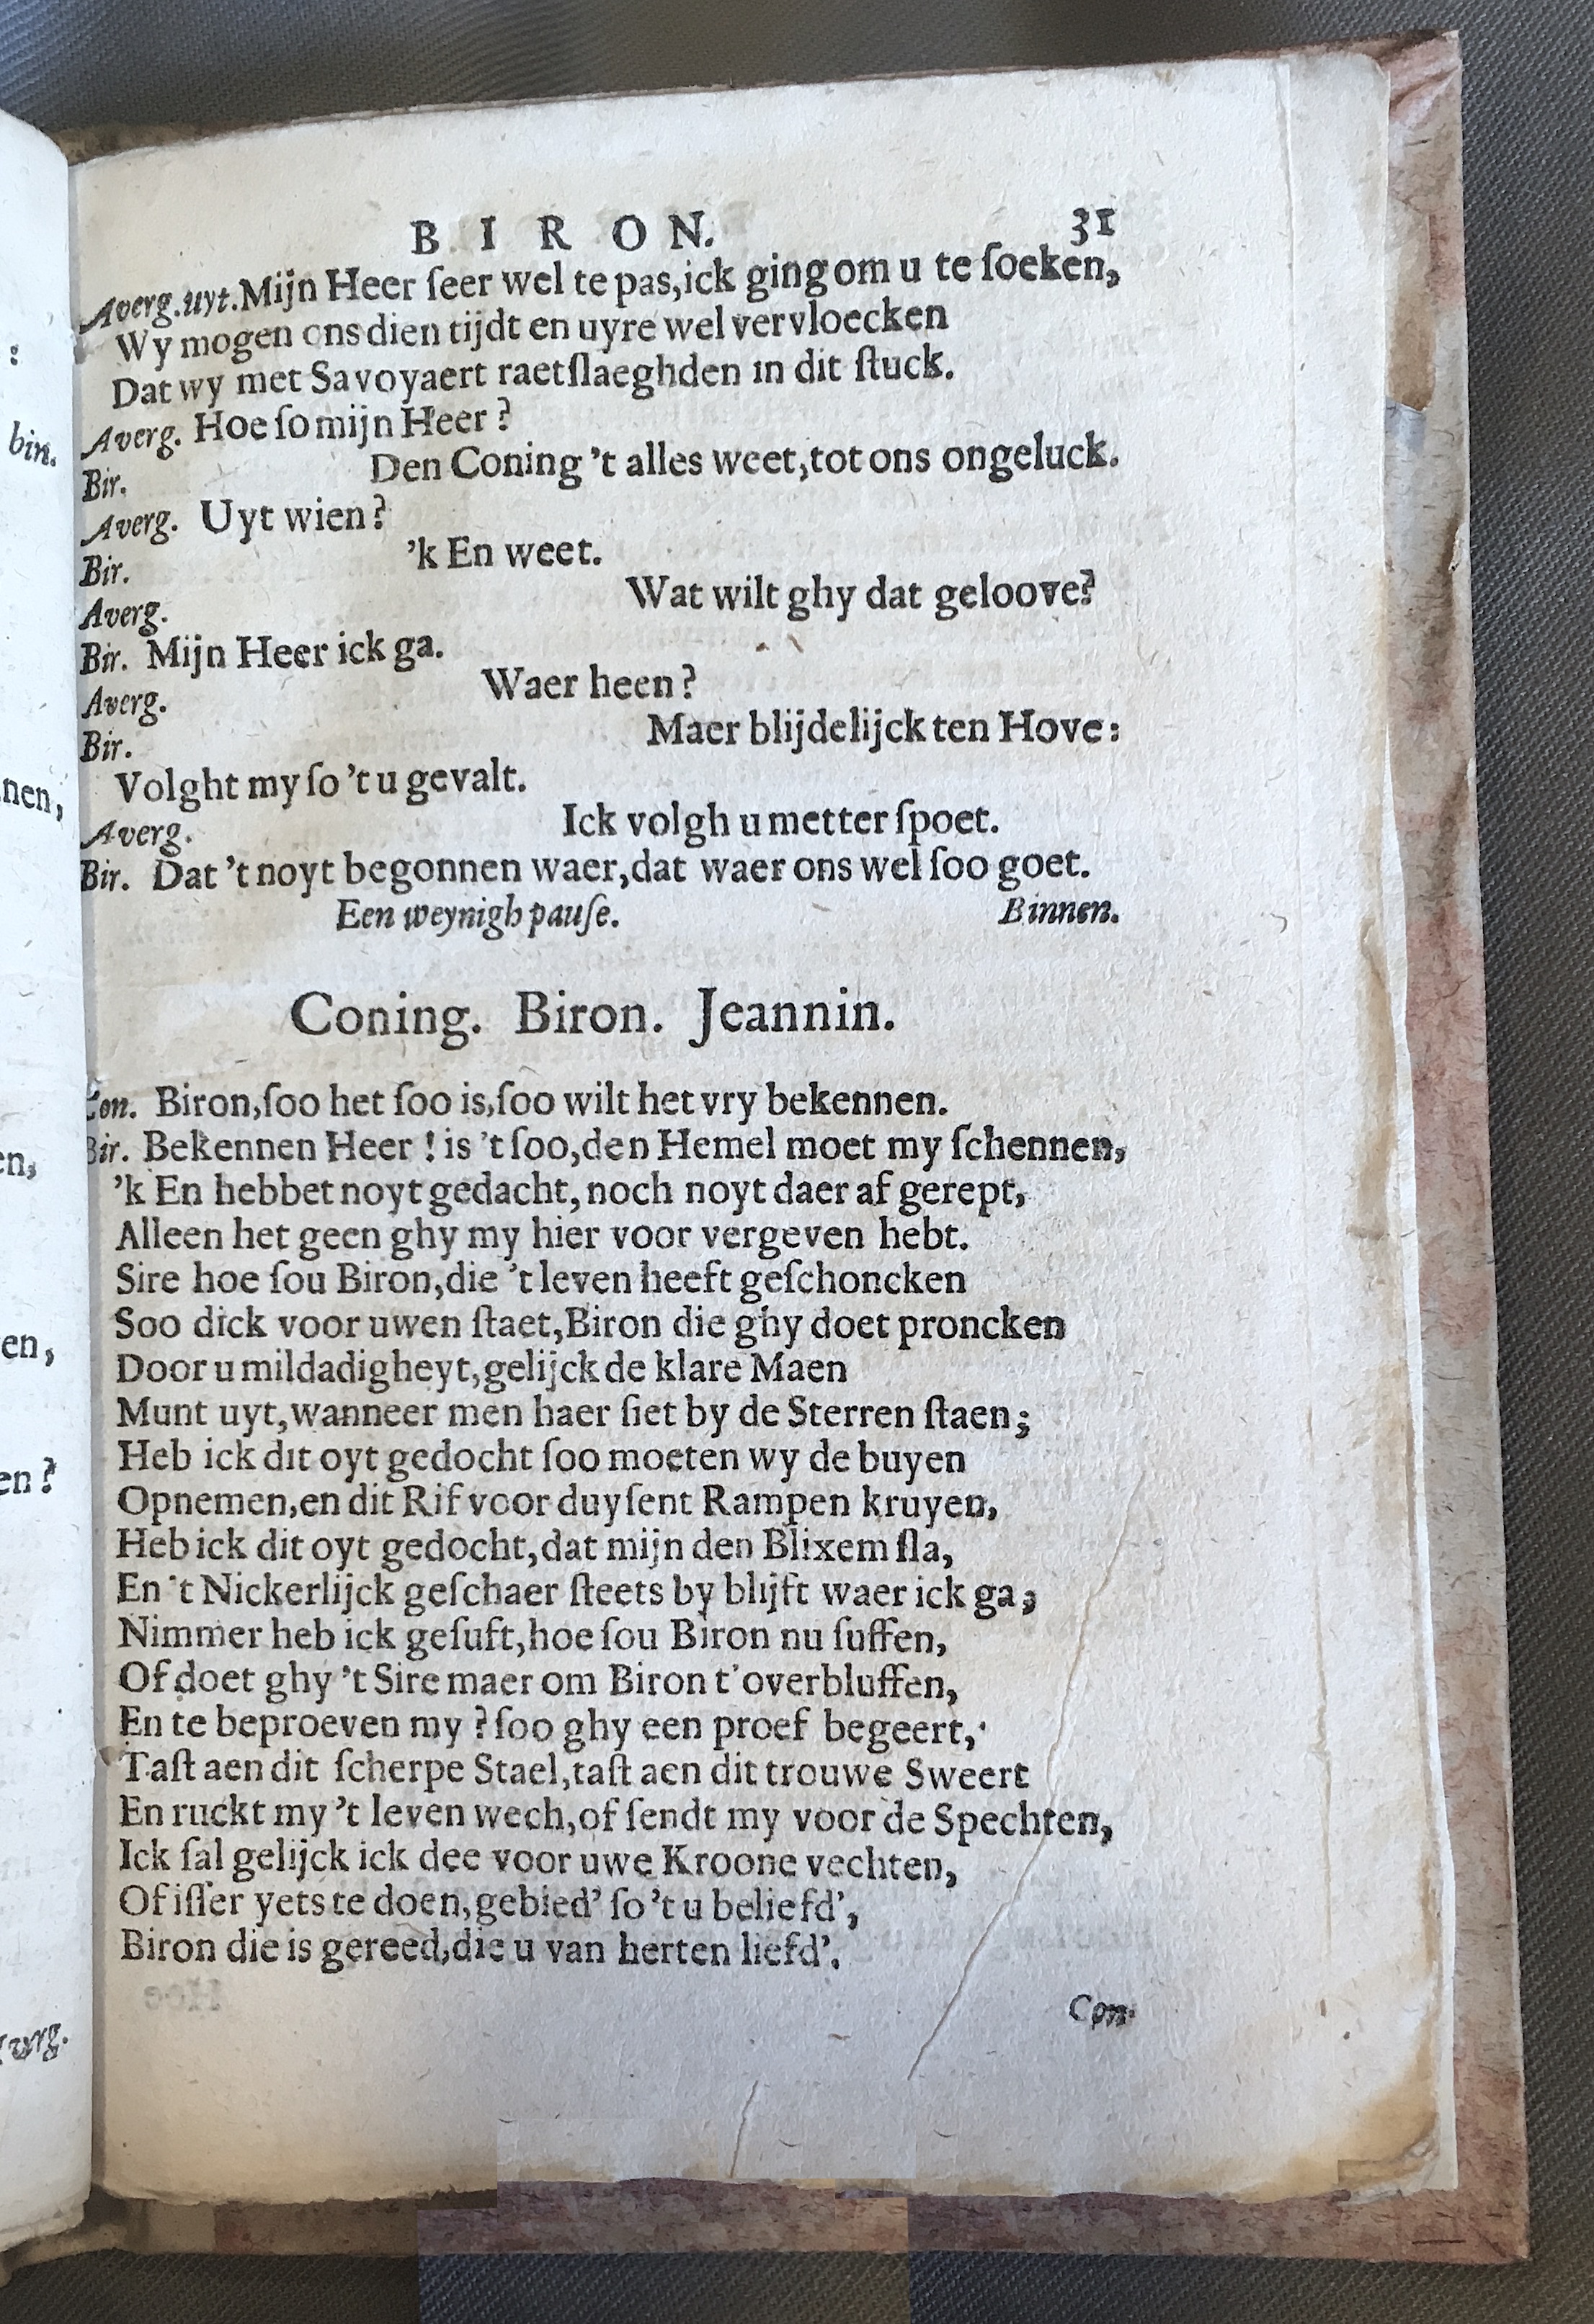 BIRON. 31
Averg. uyt. Mijn Heer ſeer wel te pas, ick ging om u te ſoeken,
Wy mogen ons dien tijdt en uyre wel vervloecken
Dat wy met Savoyaert raetſlaeghden in dit ſtuck.
Averg. Hoe ſo mijn Heer?
Bir. Den Coning 't alles weet, tot ons ongeluck.
Averg. Uyt wien?
Bir. 'k En weet.
Averg. Wat wilt ghy dat geloove?
Bir. Mijn Heer ick ga.
Averg. Waer heen?
Bir. Maer blijdelijck ten Hove:
Volght my ſo 't u gevalt.
Averg. Ick volgh u metter ſpoet.
Bir. Dat 't noyt begonnen waer, dat waer ons wel ſoo goet.
Een weynigh pauſe. Binnen.
Coning. Biron. Jeannin.
Con. Biron, ſoo het ſoo is, ſoo wilt het vry bekennen.
Bir. Bekennen Heer! is 't ſoo, den Hemel moet my ſchennen,
'k En hebbet noyt gedacht, noch noyt daer af gerept,
Alleen het geen ghy my hier voor vergeven hebt.
Sire hoe ſou Biron, die 't leven heeft geſchoncken
Soo dick voor uwen ſtaet, Biron die ghy doet proncken
Door u mildadigheyt, gelijck de klare Maen
Munt uyt, wanneer men haer ſiet by de Sterren ſtaen;
Heb ick dit oyt gedocht ſoo moeten wy de buyen
Opnemen, en dit Rif voor duyſent Rampen kruyen,
Heb ick dit oyt gedocht, dat mijn den Blixem ſla,
En 't Nickerlijck geſchaer ſteets by blijft waer ick ga;
Nimmer heb ick geſuft, hoe ſou Biron nu ſuffen,
Of doet ghy 't Sire maer om Biron t'overbluffen,
En te beproeven my? ſoo ghy een proef begeert,
Taſt aen dit ſcherpe Stael, taſt aen dit trouwe Sweert
En ruckt my 't leven wech, of ſendt my voor de Spechten,
Ick ſal gelijck ick dee voor uwe Kroone vechten,
Of iſſer yets te doen, gebied' ſo 't u beliefd',
Biron die is gereed, die u van herten liefd'.
Con.